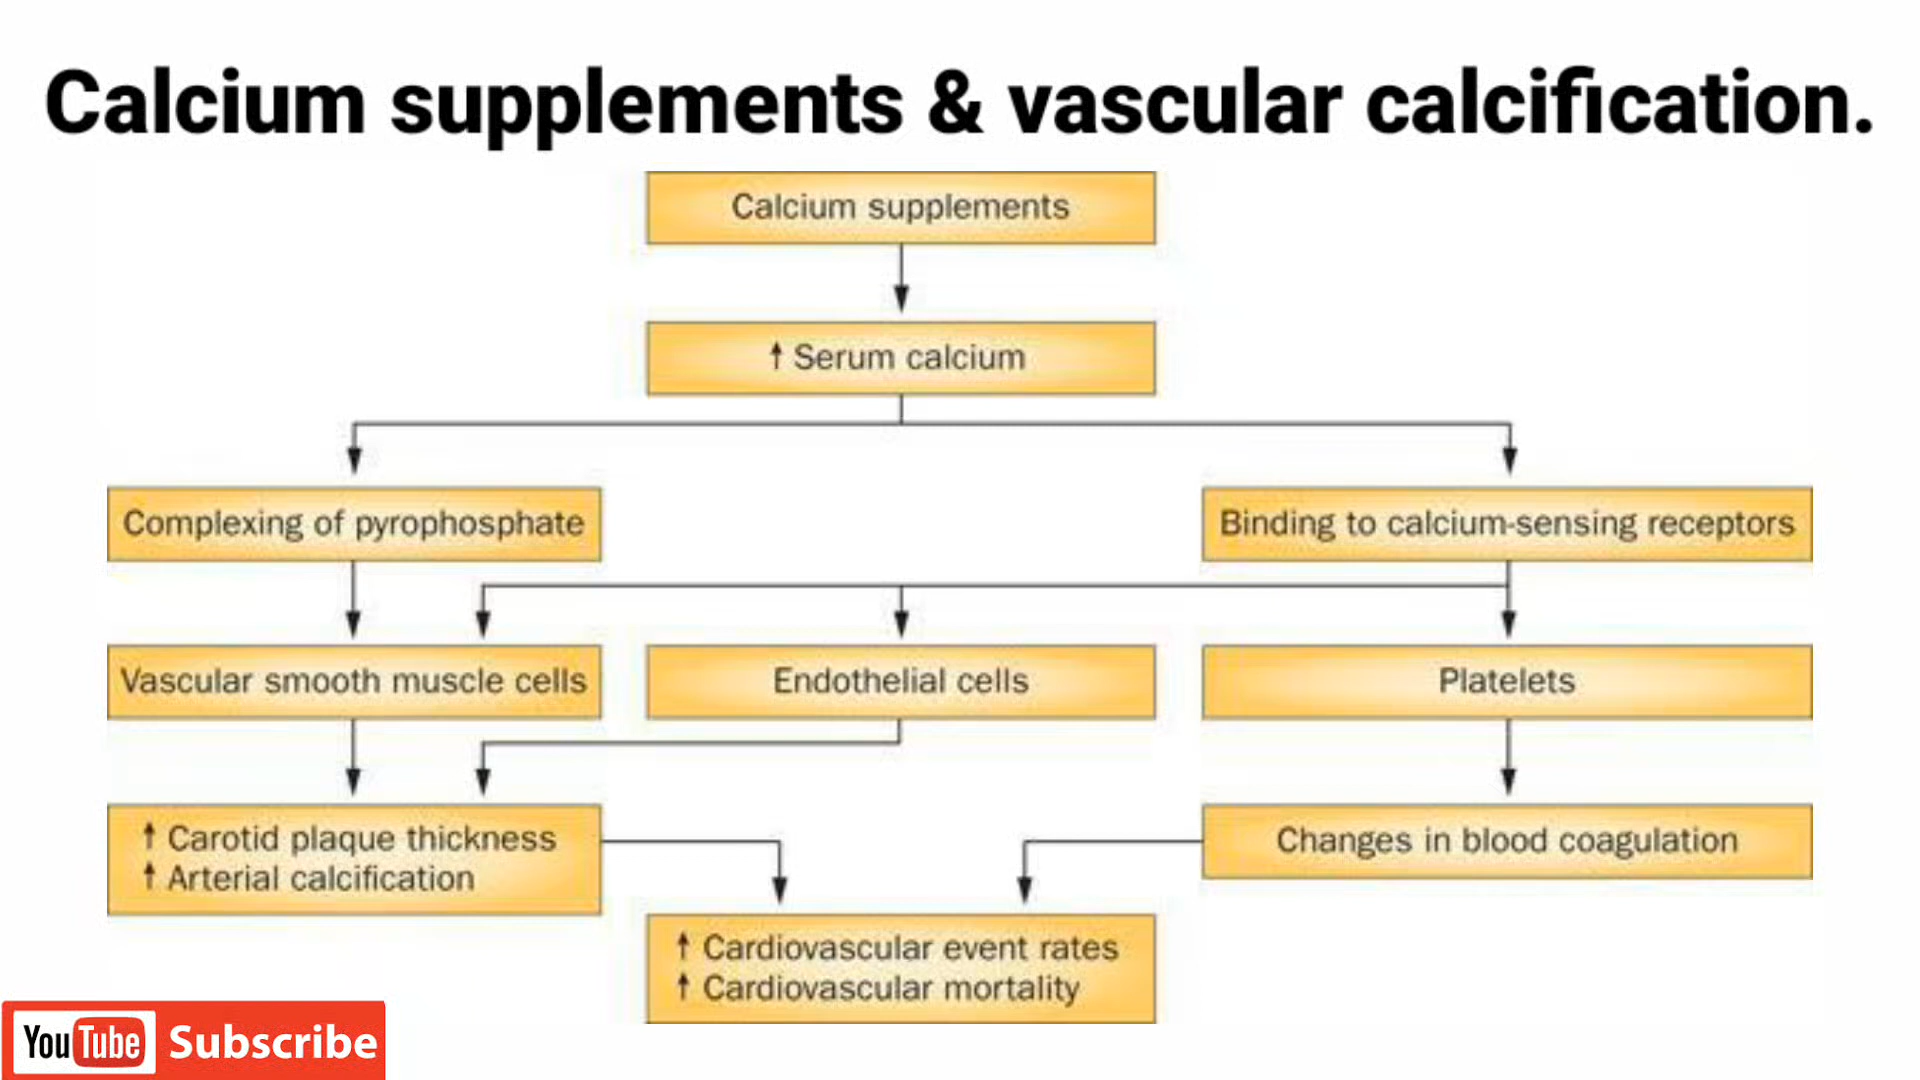 Calcium supplements & vascular calcification.
Calcium supplements
↑ Serum calcium
Complexing of pyrophosphate
Binding to calcium-sensing receptors
Vascular smooth muscle cells
Endothelial cells
Platelets
↑ Carotid plaque thickness
↑ Arterial calcification
Changes in blood coagulation
↑ Cardiovascular event rates
↑ Cardiovascular mortality
YouTube Subscribe